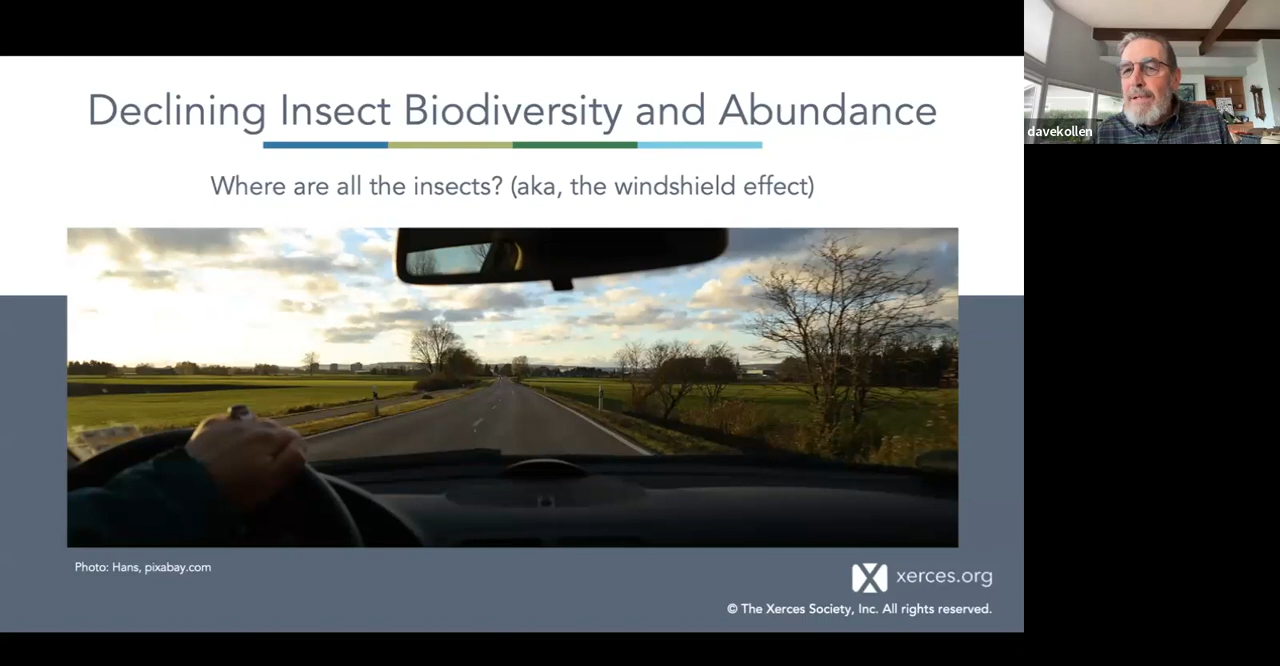 Declining Insect Biodiversity and Abundance
Where are all the insects? (aka, the windshield effect)
Photo: Hans, pixabay.com
xerces.org
© The Xerces Society, Inc. All rights reserved.
davekollen